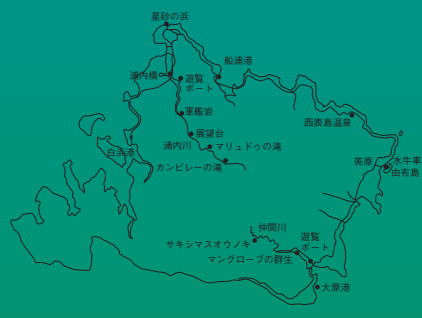 星砂の浜
船浦港
浦内橋
遊覧
ボート
軍艦岩
西表島温泉
展望台
浦内川
マリュドゥの滝
白浜港
カンビレーの滝
美原
水牛車
由布島
仲間川
サキシマスオウノキ
遊覧
ボート
マングローブの群生
大原港